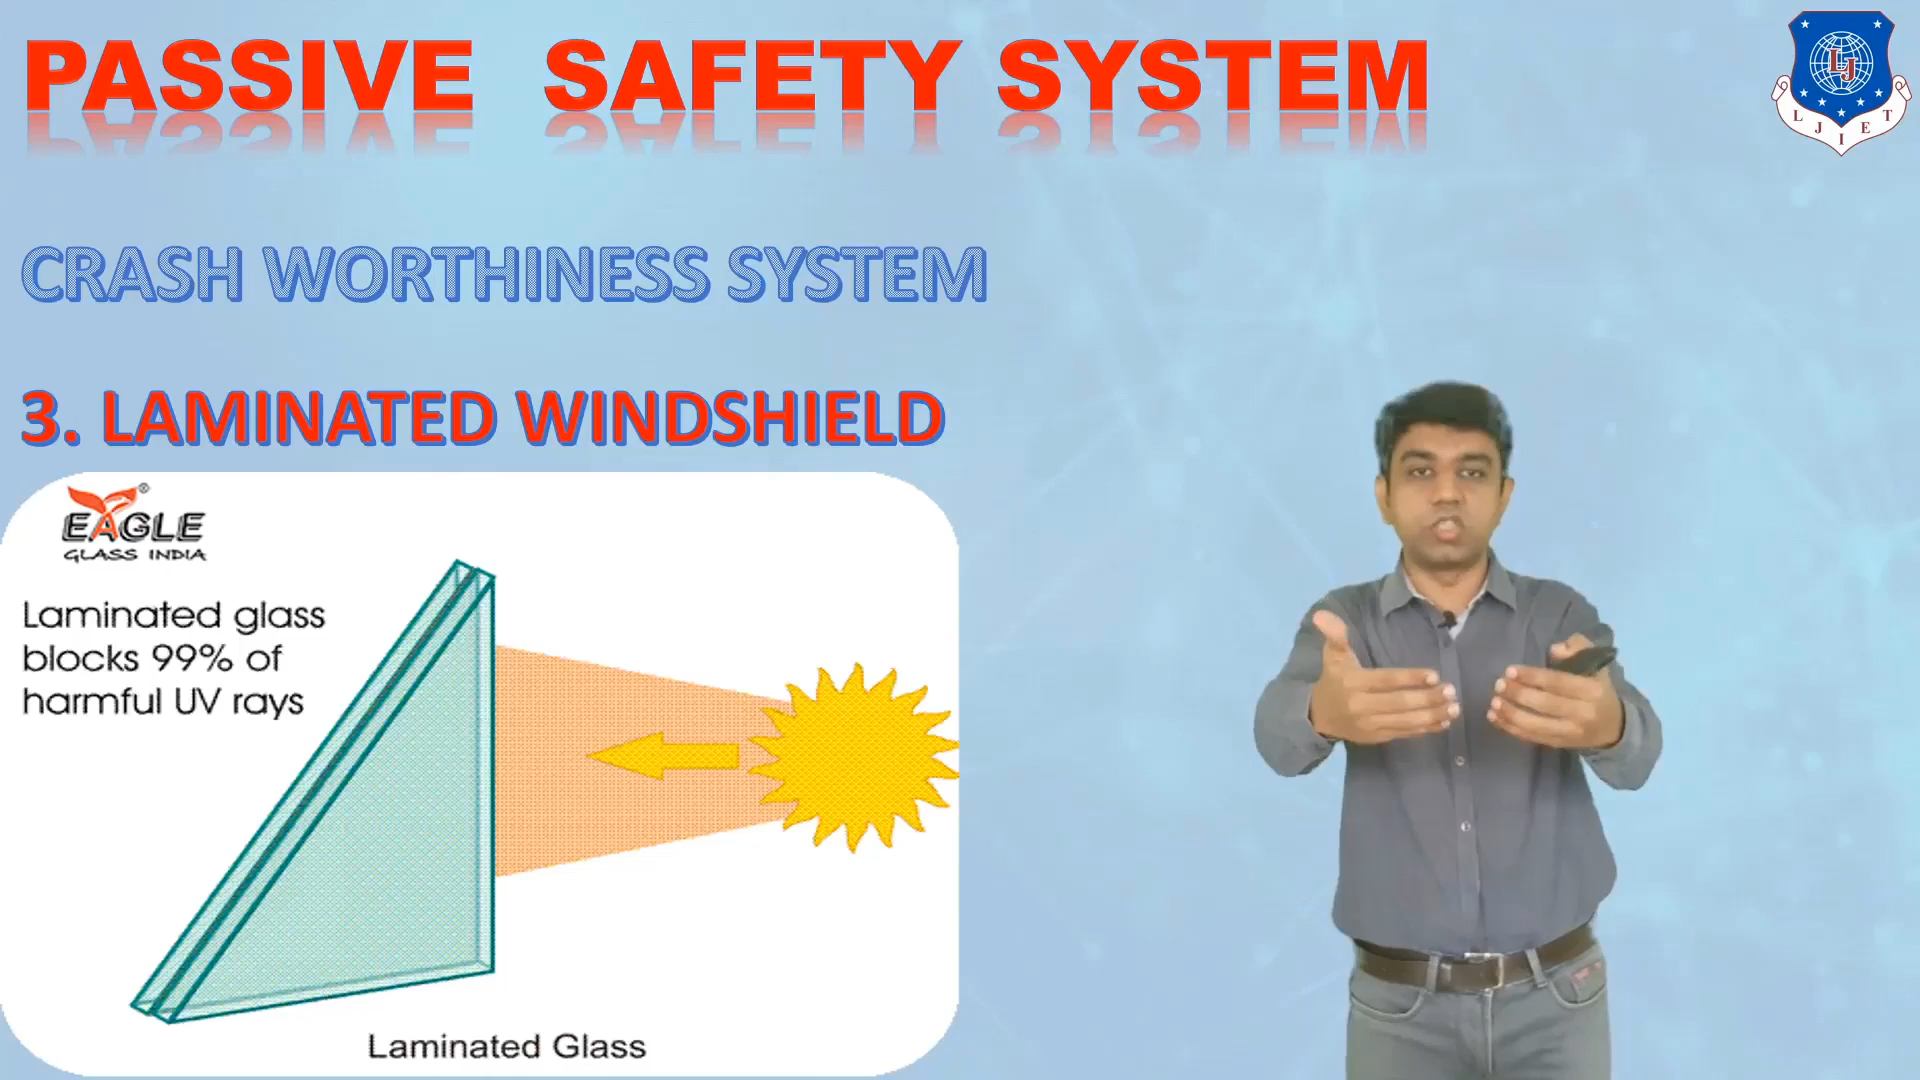 PASSIVE SAFETY SYSTEM
LJ
L J I E T
CRASH WORTHINESS SYSTEM
3. LAMINATED WINDSHIELD
EAGLE ®
GLASS INDIA
Laminated glass
blocks 99% of
harmful UV rays
Laminated Glass